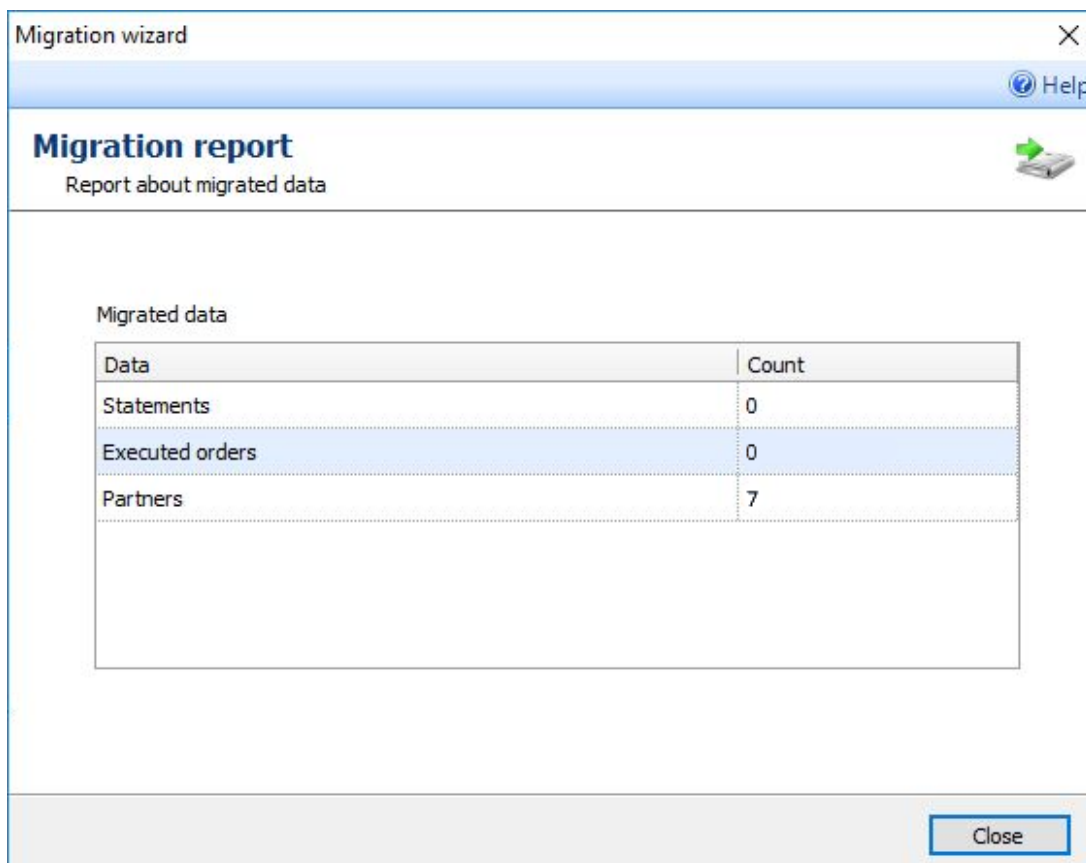 Migration wizard
Help
Migration report
Report about migrated data
Migrated data
Data Count
Statements 0
Executed orders 0
Partners 7
Close